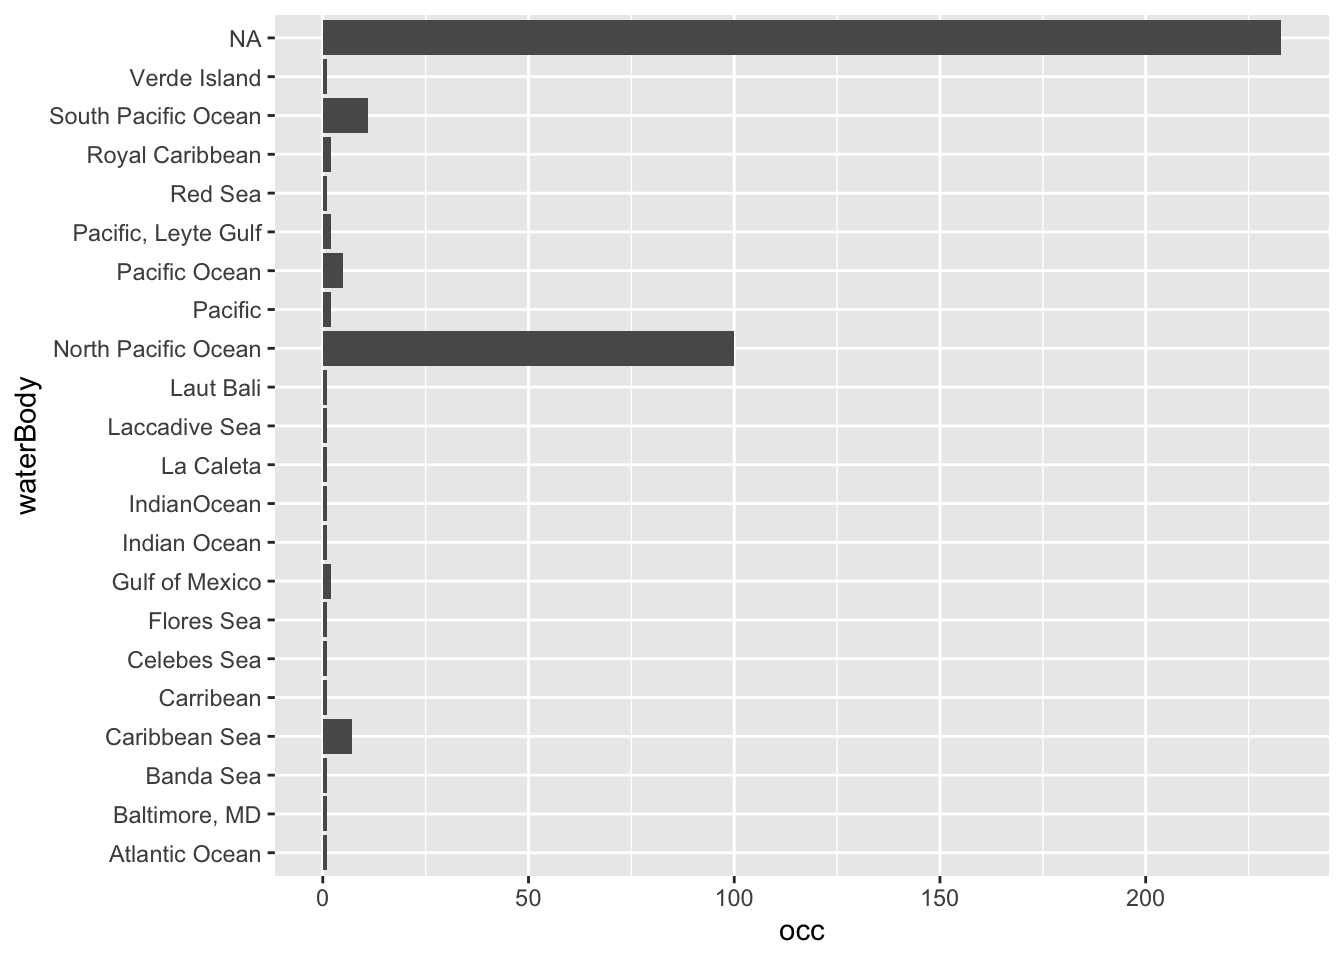 NA
Verde Island
South Pacific Ocean
Royal Caribbean
Red Sea
Pacific, Leyte Gulf
Pacific Ocean
Pacific
North Pacific Ocean
Laut Bali
Laccadive Sea
La Caleta
IndianOcean
Indian Ocean
Gulf of Mexico
Flores Sea
Celebes Sea
Carribean
Caribbean Sea
Banda Sea
Baltimore, MD
Atlantic Ocean
waterBody
0 50 100 150 200
occ